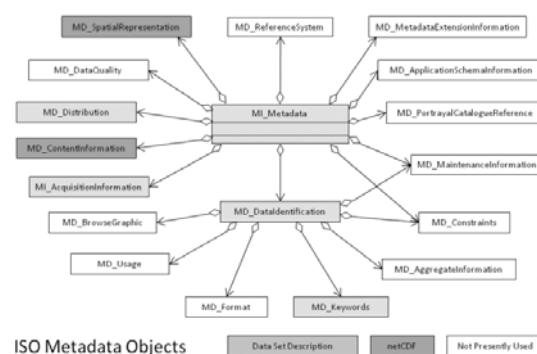 MD_SpatialRepresentation
MD_ReferenceSystem
MD_MetadataExtensionInformation
MD_DataQuality
MD_ApplicationSchemaInformation
MD_Distribution
MI_Metadata
MD_PortrayalCatalogueReference
MD_ContentInformation
MD_MaintenanceInformation
MI_AcquisitionInformation
MD_DataIdentification
MD_BrowseGraphic
MD_Constraints
MD_Usage
MD_AggregateInformation
MD_Format
MD_Keywords
ISO Metadata Objects
Data Set Description
netCDF
Not Presently Used